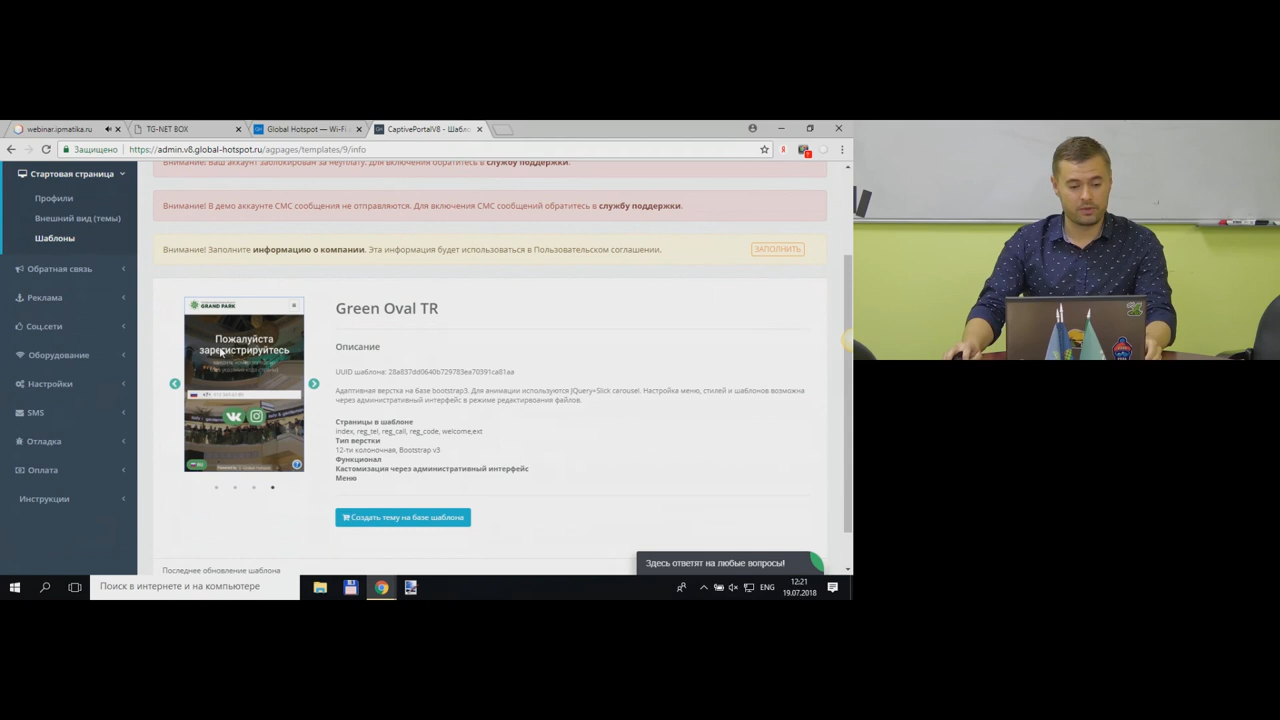 webinar.ipmatika.ru
TG-NET BOX
Global Hotspot — Wi-Fi
CaptivePortalV8 - Шабл
Защищено
https://admin.v8.global-hotspot.ru/agpages/templates/9/info
Стартовая страница
Профили
Внешний вид (темы)
Шаблоны
Обратная связь
Реклама
Соц.сети
Оборудование
Настройки
SMS
Отладка
Оплата
Инструкции
Внимание! Ваш аккаунт заблокирован за неуплату. Для включения обратитесь в службу поддержки.
Внимание! В демо аккаунте СМС сообщения не отправляются. Для включения СМС сообщений обратитесь в службу поддержки.
Внимание! Заполните информацию о компании. Эта информация будет использоваться в Пользовательском соглашении.
ЗАПОЛНИТЬ
GRAND PARK
Пожалуйста
зарегистрируйтесь
+7
Green Oval TR
Описание
UUID шаблона: 28a837dd0640b729783ea70391ca81aa
Адаптивная верстка на базе bootstrap3. Для анимации используются JQuery+Slick carousel. Настройка меню, стилей и шаблонов возможна
через административный интерфейс в режиме редактирвоания файлов.
Страницы в шаблоне
index, reg_tel, reg_call, reg_code, welcome,ext
Тип верстки
12-ти колоночная, Bootstrap v3
Функционал
Кастомизация через административный интерфейс
Меню
Создать тему на базе шаблона
Последнее обновление шаблона
Здесь ответят на любые вопросы!
Поиск в интернете и на компьютере
ENG
12:21
19.07.2018